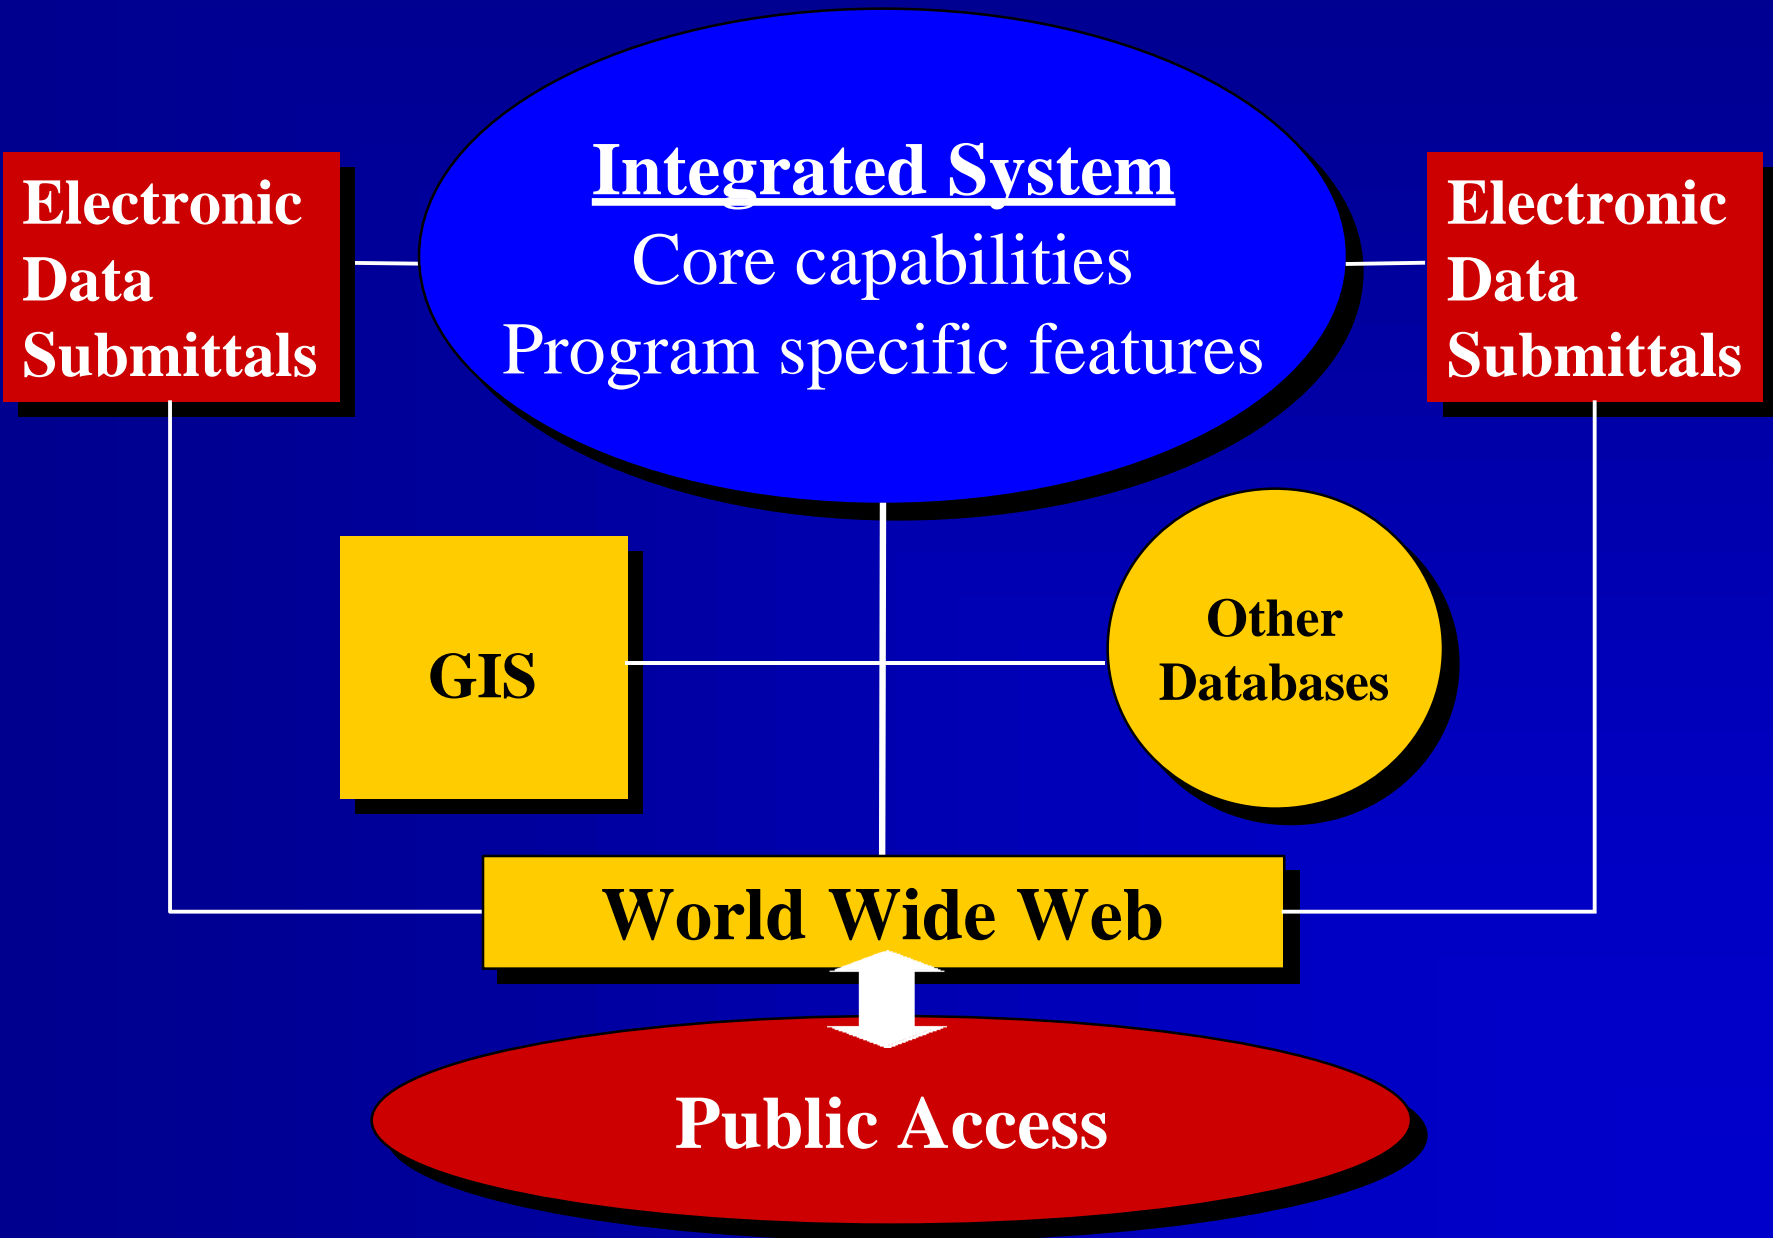 Integrated System
Core capabilities
Program specific features
Electronic
Data
Submittals
Electronic
Data
Submittals
GIS
Other
Databases
World Wide Web
Public Access